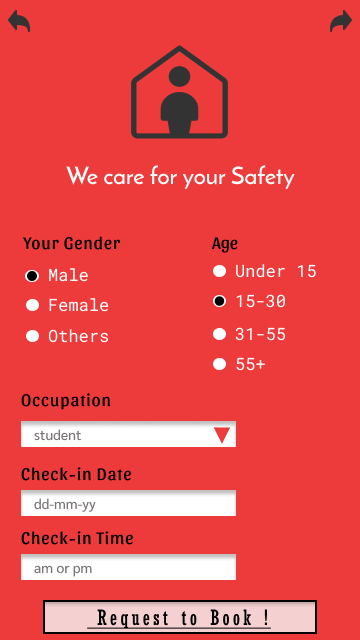 We care for your Safety
Your Gender
Male
Female
Others
Age
Under 15
15-30
31-55
55+
Occupation
student
Check-in Date
dd-mm-yy
Check-in Time
am or pm
Request to Book !